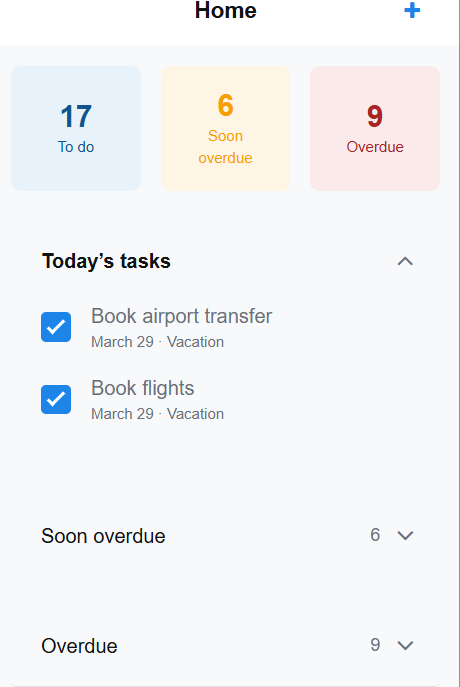 Home
17
To do
6
Soon
overdue
9
Overdue
Today’s tasks
Book airport transfer
March 29 · Vacation
Book flights
March 29 · Vacation
Soon overdue 6
Overdue 9